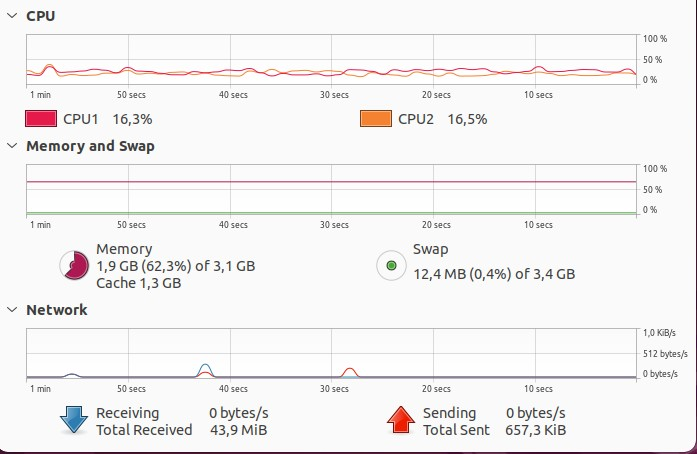 CPU
100 %
50 %
0 %
1 min 50 secs 40 secs 30 secs 20 secs 10 secs
CPU1 16,3% CPU2 16,5%
Memory and Swap
100 %
50 %
0 %
1 min 50 secs 40 secs 30 secs 20 secs 10 secs
Memory
1,9 GB (62,3%) of 3,1 GB
Cache 1,3 GB
Swap
12,4 MB (0,4%) of 3,4 GB
Network
1,0 KiB/s
512 bytes/s
0 bytes/s
1 min 50 secs 40 secs 30 secs 20 secs 10 secs
Receiving 0 bytes/s
Total Received 43,9 MiB
Sending 0 bytes/s
Total Sent 657,3 KiB